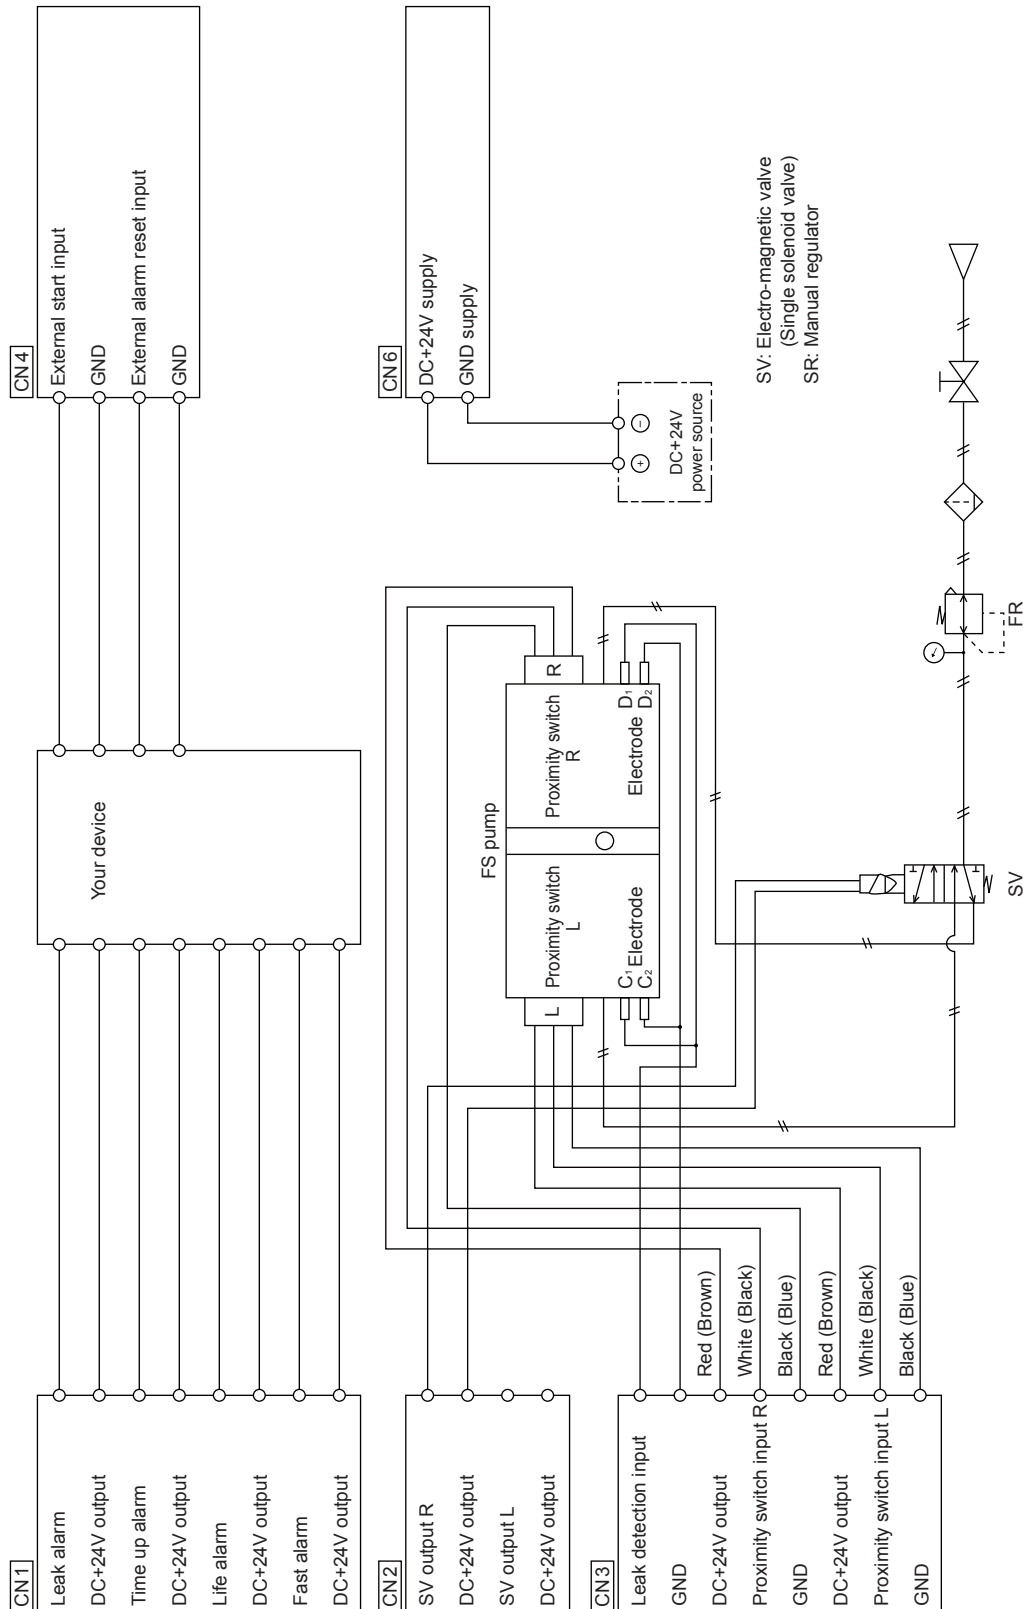 CN1
Leak alarm
DC+24V output
Time up alarm
DC+24V output
Life alarm
DC+24V output
Fast alarm
DC+24V output
Your device
CN4
External start input
GND
External alarm reset input
GND
CN2
SV output R
DC+24V output
SV output L
DC+24V output
CN6
DC+24V supply
GND supply
+
−
DC+24V
power source
CN3
Leak detection input
GND
DC+24V output
Proximity switch input R
GND
DC+24V output
Proximity switch input L
GND
Red (Brown)
White (Black)
Black (Blue)
Red (Brown)
White (Black)
Black (Blue)
FS pump
L
Proximity switch
L
C₁
C₂
Electrode
Proximity switch
R
R
Electrode
D₁
D₂
SV: Electro-magnetic valve
(Single solenoid valve)
SR: Manual regulator
SV
FR